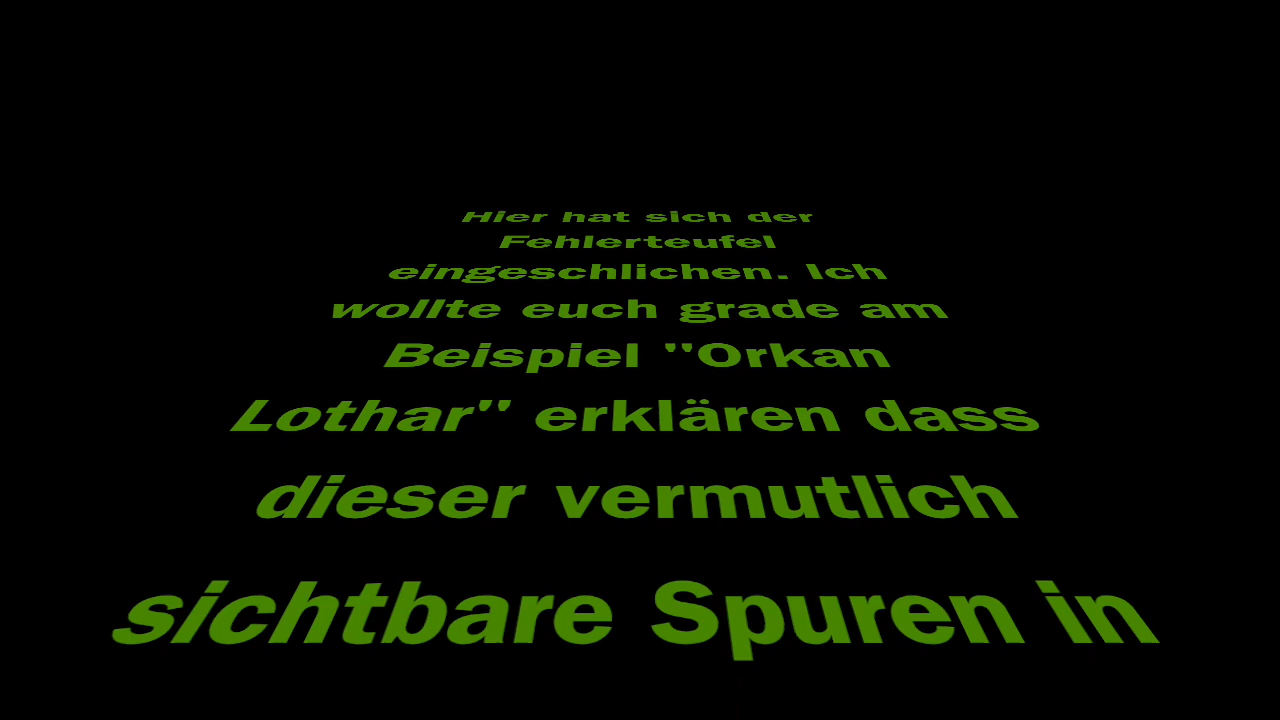 Hier hat sich der
Fehlerteufel
eingeschlichen. Ich
wollte euch grade am
Beispiel "Orkan
Lothar" erklären dass
dieser vermutlich
sichtbare Spuren in